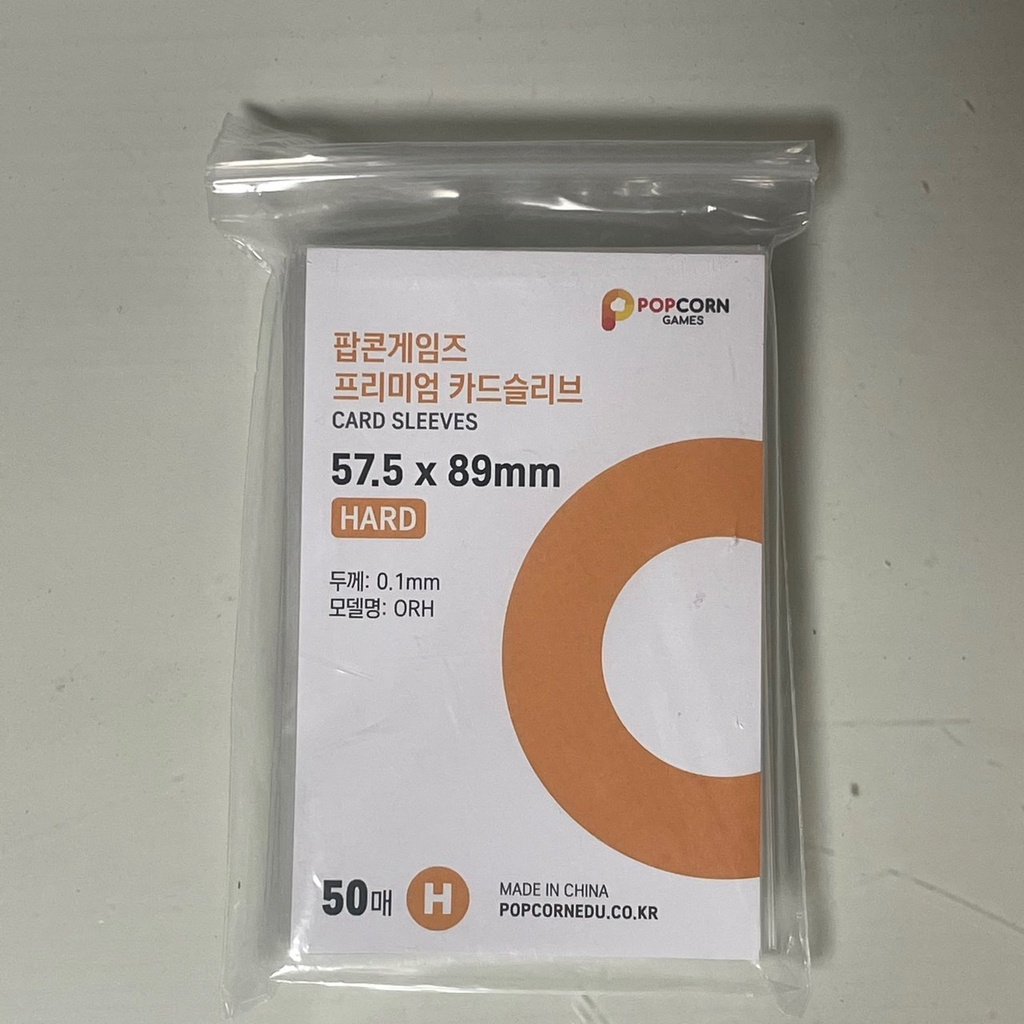 POPCORN
GAMES
팝콘게임즈
프리미엄 카드슬리브
CARD SLEEVES
57.5 x 89mm
HARD
두께: 0.1mm
모델명: ORH
50매 H
MADE IN CHINA
POPCORNEDU.CO.KR